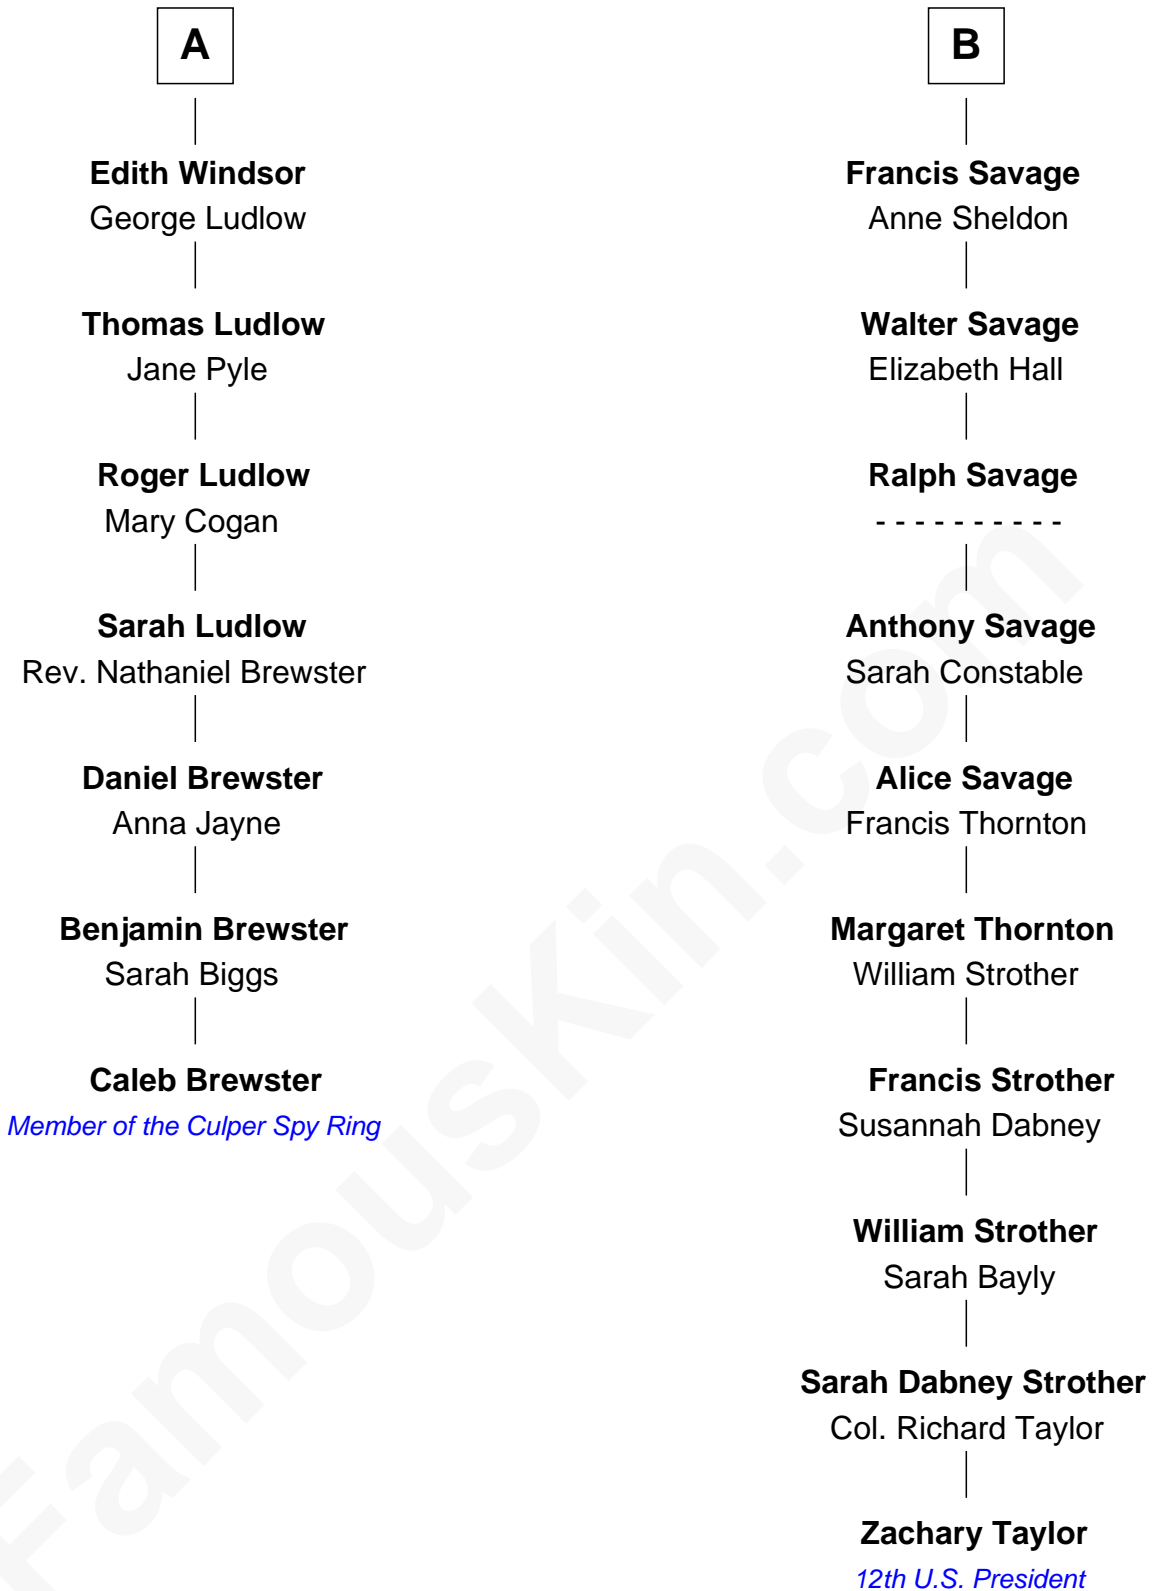 A
Edith Windsor
George Ludlow
Thomas Ludlow
Jane Pyle
Roger Ludlow
Mary Cogan
Sarah Ludlow
Rev. Nathaniel Brewster
Daniel Brewster
Anna Jayne
Benjamin Brewster
Sarah Biggs
Caleb Brewster
Member of the Culper Spy Ring
B
Francis Savage
Anne Sheldon
Walter Savage
Elizabeth Hall
Ralph Savage
- - - - - - - - - -
Anthony Savage
Sarah Constable
Alice Savage
Francis Thornton
Margaret Thornton
William Strother
Francis Strother
Susannah Dabney
William Strother
Sarah Bayly
Sarah Dabney Strother
Col. Richard Taylor
Zachary Taylor
12th U.S. President
FamousKin.com